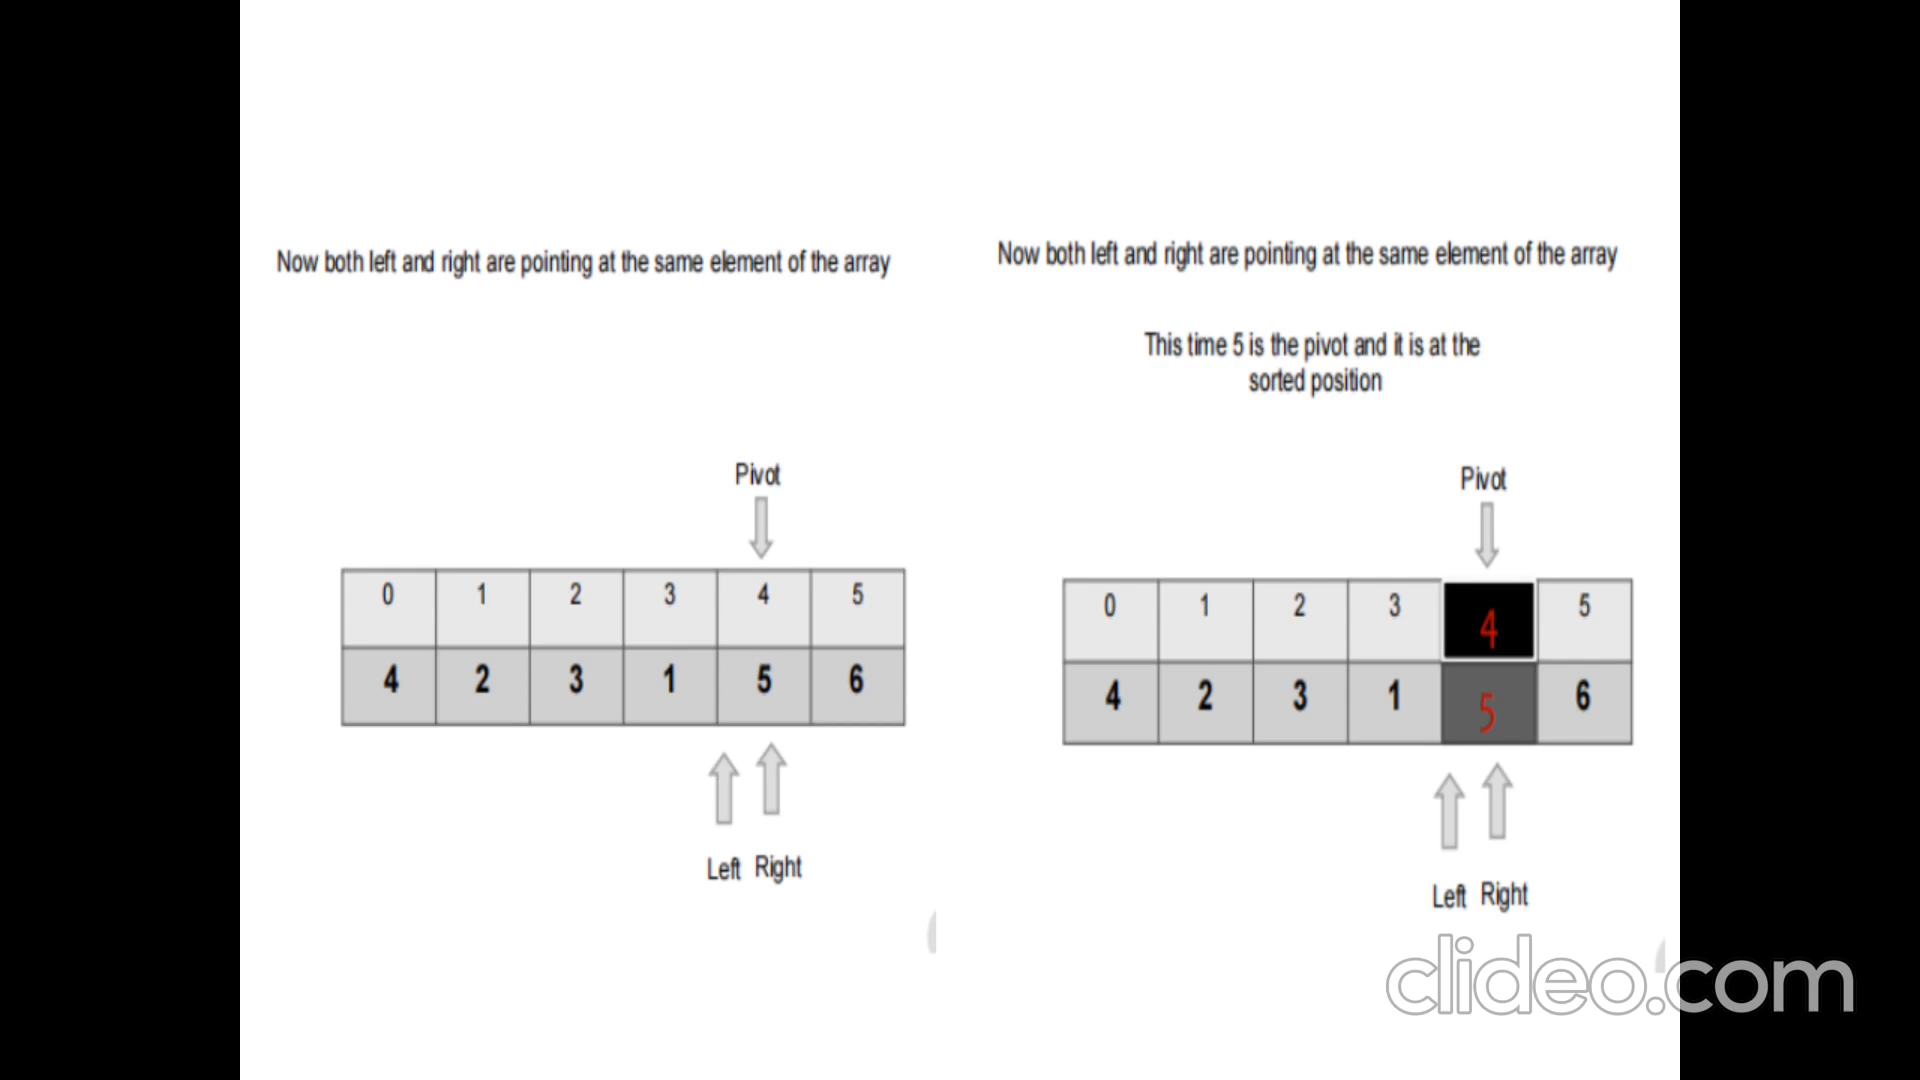 Now both left and right are pointing at the same element of the array
Pivot
0 1 2 3 4 5
4 2 3 1 5 6
Left Right
Now both left and right are pointing at the same element of the array
This time 5 is the pivot and it is at the
sorted position
Pivot
0 1 2 3 4 5
4 2 3 1 5 6
Left Right
clideo.com